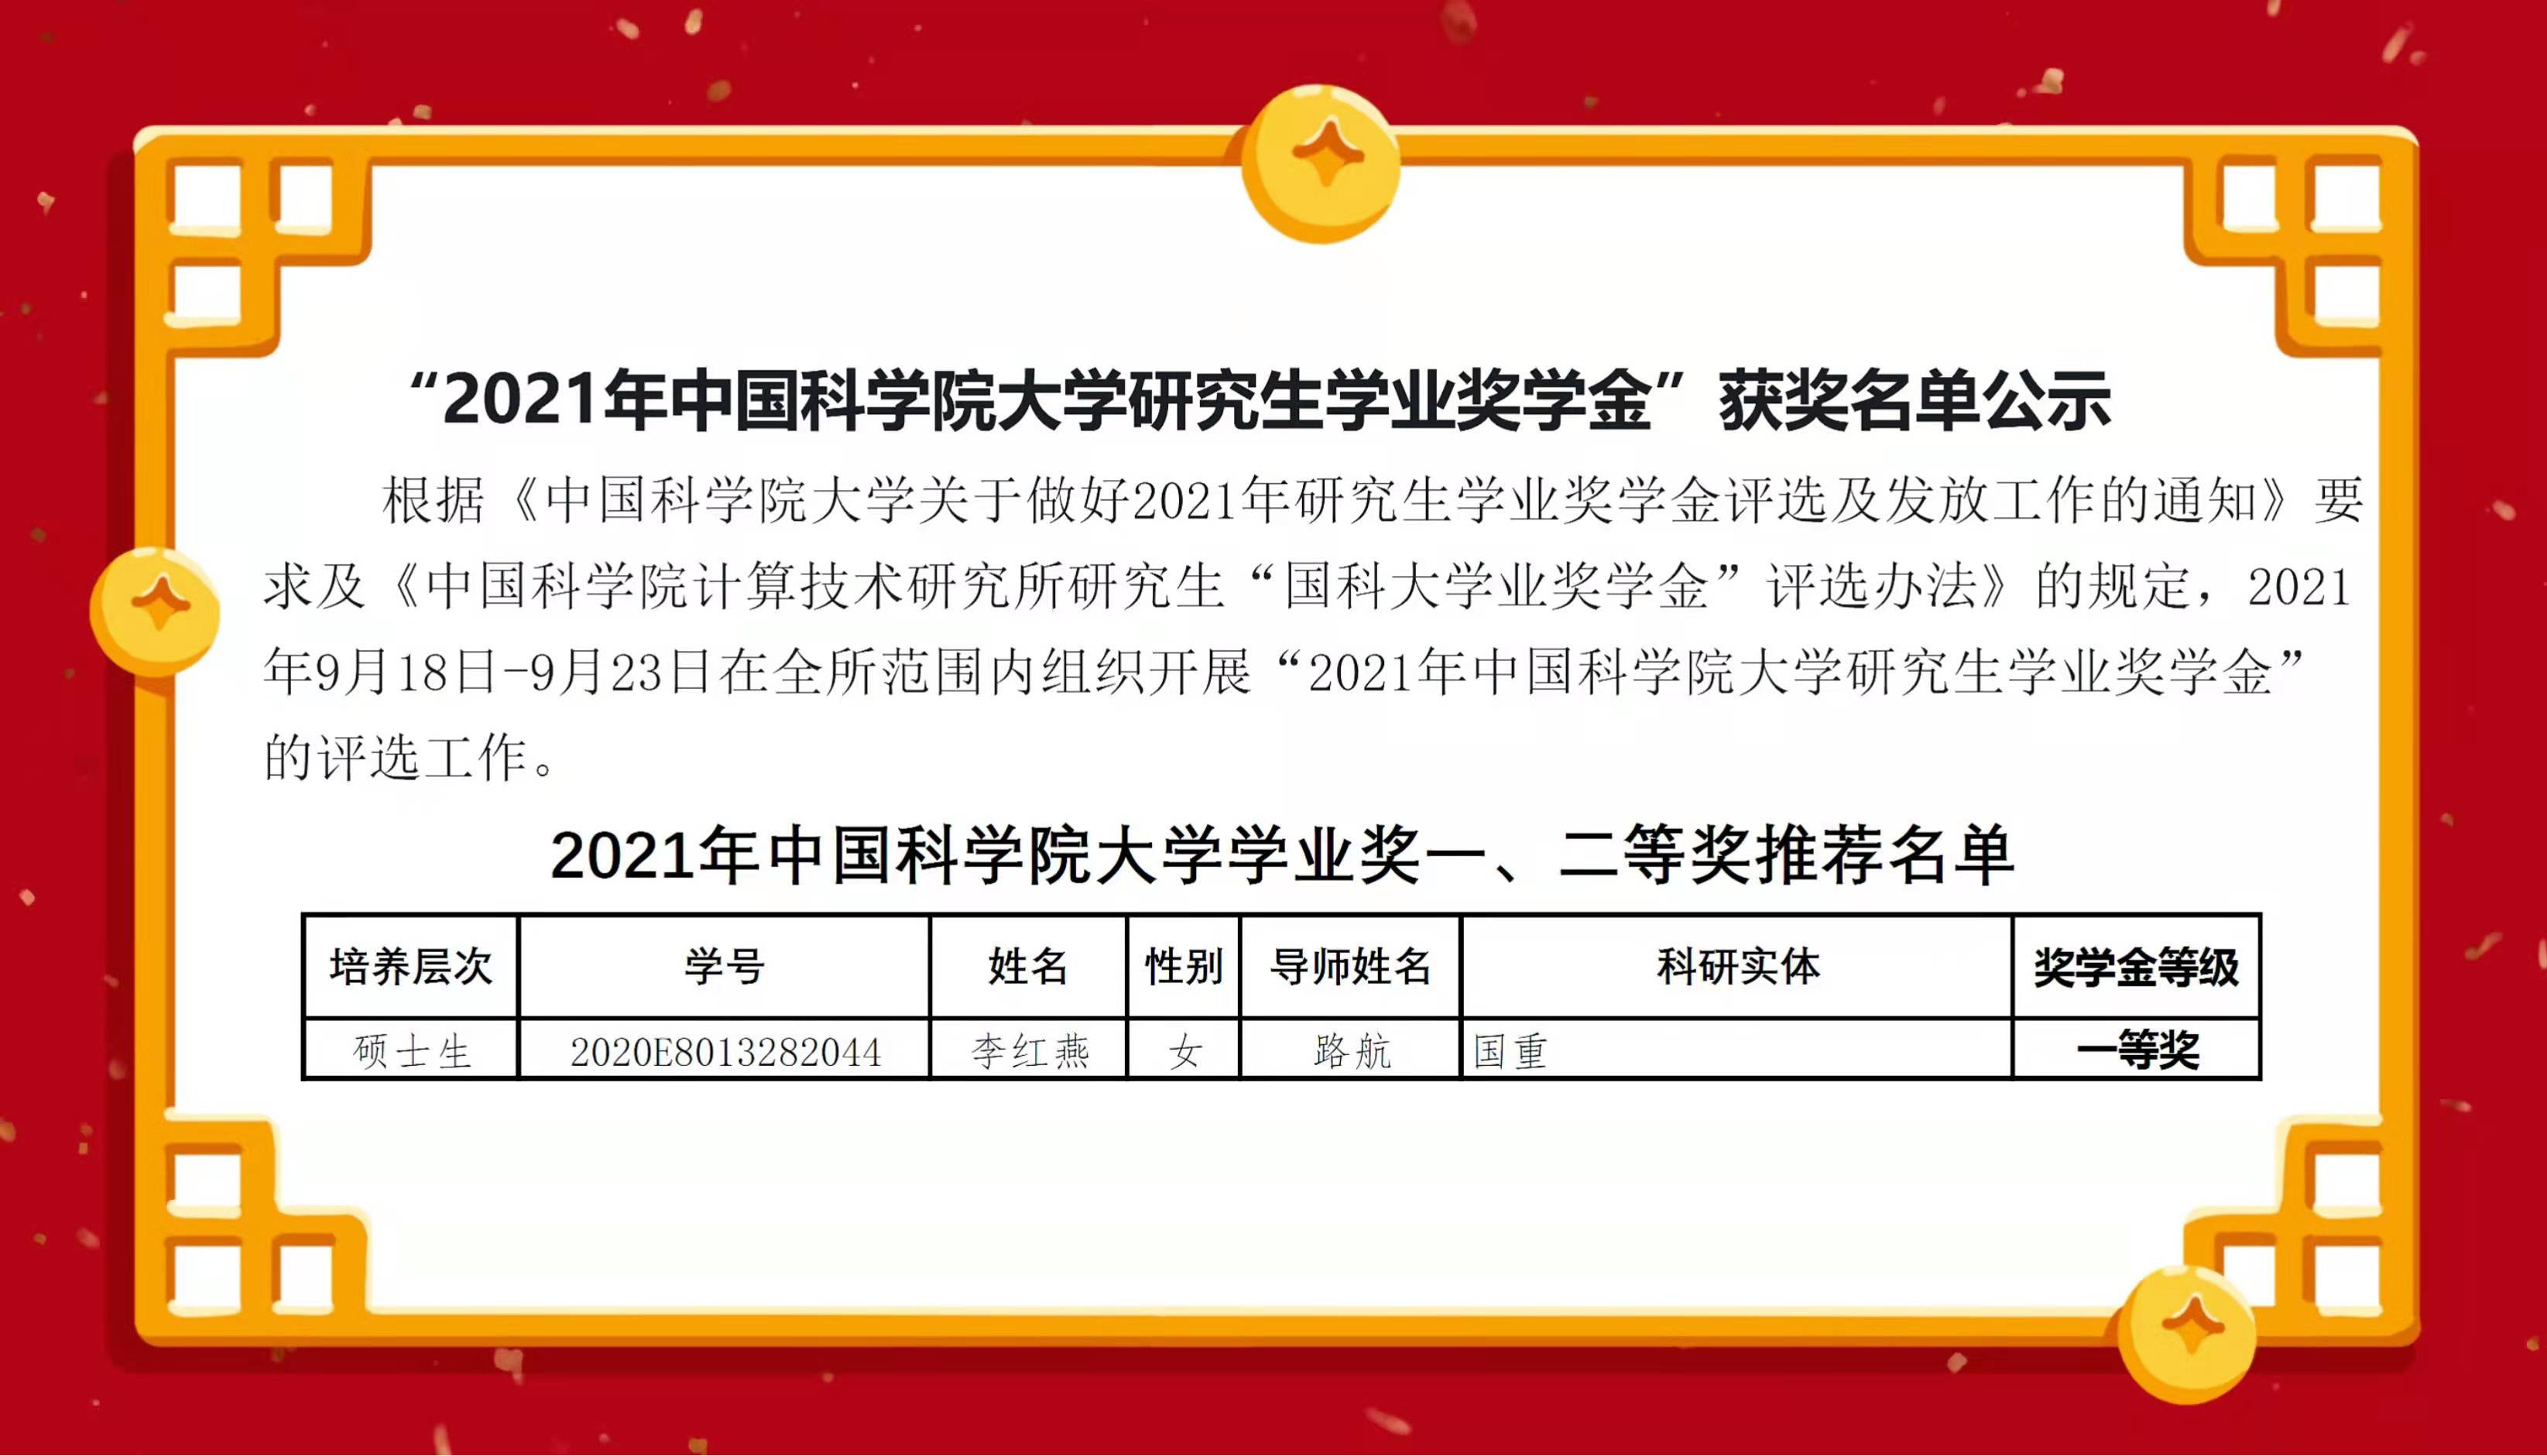 “2021年中国科学院大学研究生学业奖学金”获奖名单公示
根据《中国科学院大学关于做好2021年研究生学业奖学金评选及发放工作的通知》要
求及《中国科学院计算技术研究所研究生“国科大学业奖学金”评选办法》的规定，2021
年9月18日-9月23日在全所范围内组织开展“2021年中国科学院大学研究生学业奖学金”
的评选工作。
2021年中国科学院大学学业奖一、二等奖推荐名单
培养层次 学号 姓名 性别 导师姓名 科研实体 奖学金等级
硕士生 2020E8013282044 李红燕 女 路航 国重 一等奖